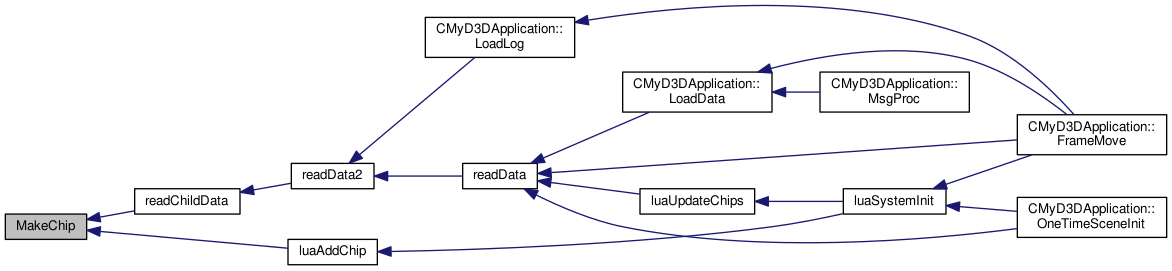 CMyD3DApplication::
LoadLog
CMyD3DApplication::
LoadData
CMyD3DApplication::
MsgProc
CMyD3DApplication::
FrameMove
readData2
readData
readChildData
luaUpdateChips
luaSystemInit
MakeChip
CMyD3DApplication::
OneTimeSceneInit
luaAddChip